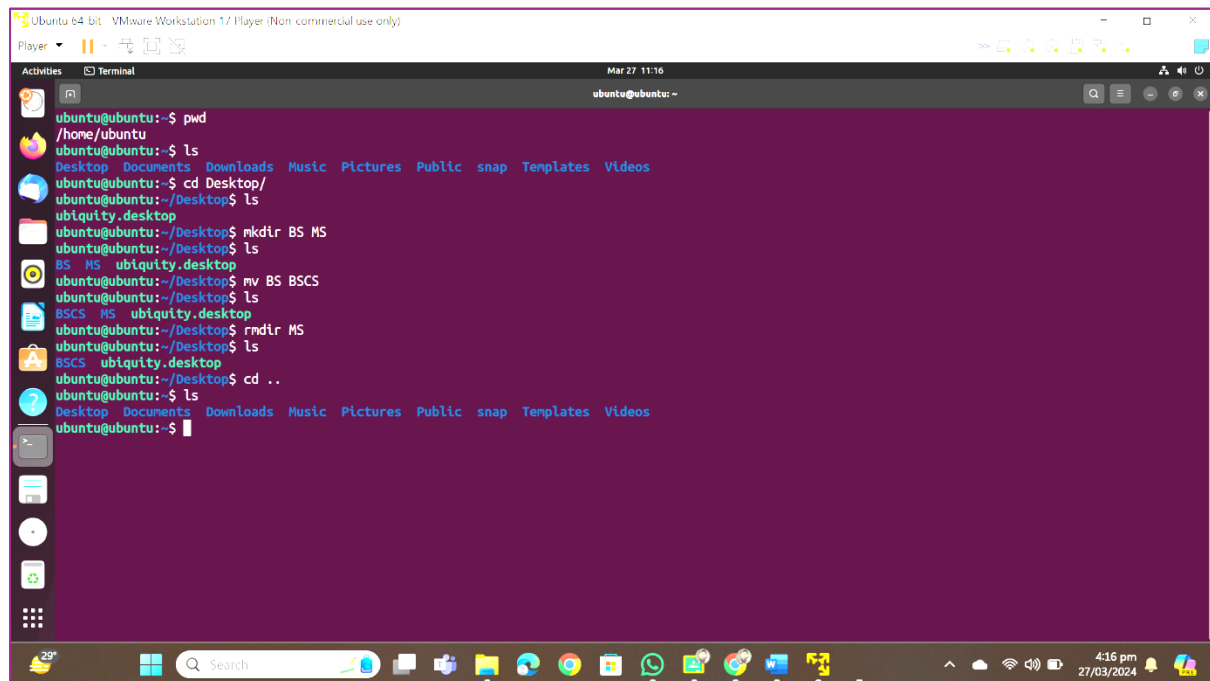 Ubuntu 64-bit - VMware Workstation 17 Player (Non-commercial use only)
Player
Activities Terminal Mar 27 11:16
ubuntu@ubuntu: ~
ubuntu@ubuntu:~$ pwd
/home/ubuntu
ubuntu@ubuntu:~$ ls
Desktop Documents Downloads Music Pictures Public snap Templates Videos
ubuntu@ubuntu:~$ cd Desktop/
ubuntu@ubuntu:~/Desktop$ ls
ubiquity.desktop
ubuntu@ubuntu:~/Desktop$ mkdir BS MS
ubuntu@ubuntu:~/Desktop$ ls
BS MS ubiquity.desktop
ubuntu@ubuntu:~/Desktop$ mv BS BSCS
ubuntu@ubuntu:~/Desktop$ ls
BSCS MS ubiquity.desktop
ubuntu@ubuntu:~/Desktop$ rmdir MS
ubuntu@ubuntu:~/Desktop$ ls
BSCS ubiquity.desktop
ubuntu@ubuntu:~/Desktop$ cd ..
ubuntu@ubuntu:~$ ls
Desktop Documents Downloads Music Pictures Public snap Templates Videos
ubuntu@ubuntu:~$
29°
Search
4:16 pm
27/03/2024